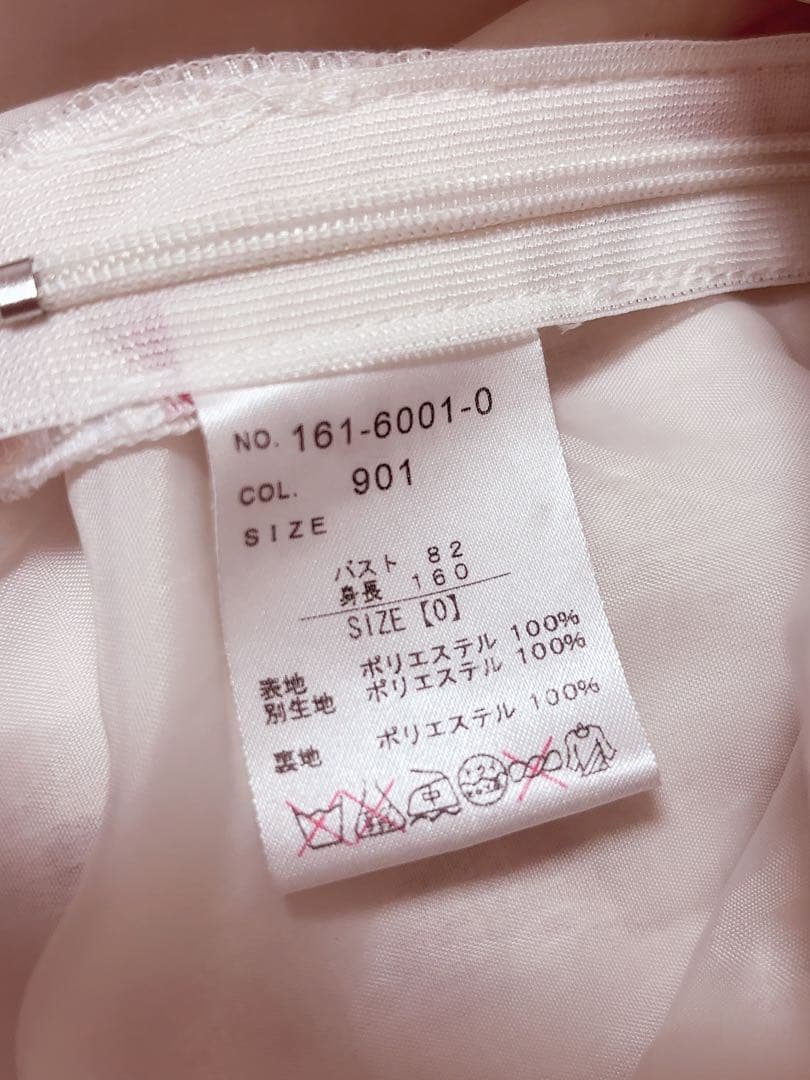 NO. 161-6001-0
COL. 901
SIZE
バスト 82
身長 160
SIZE【0】
表地 ポリエステル 100%
別生地 ポリエステル 100%
裏地 ポリエステル 100%
中